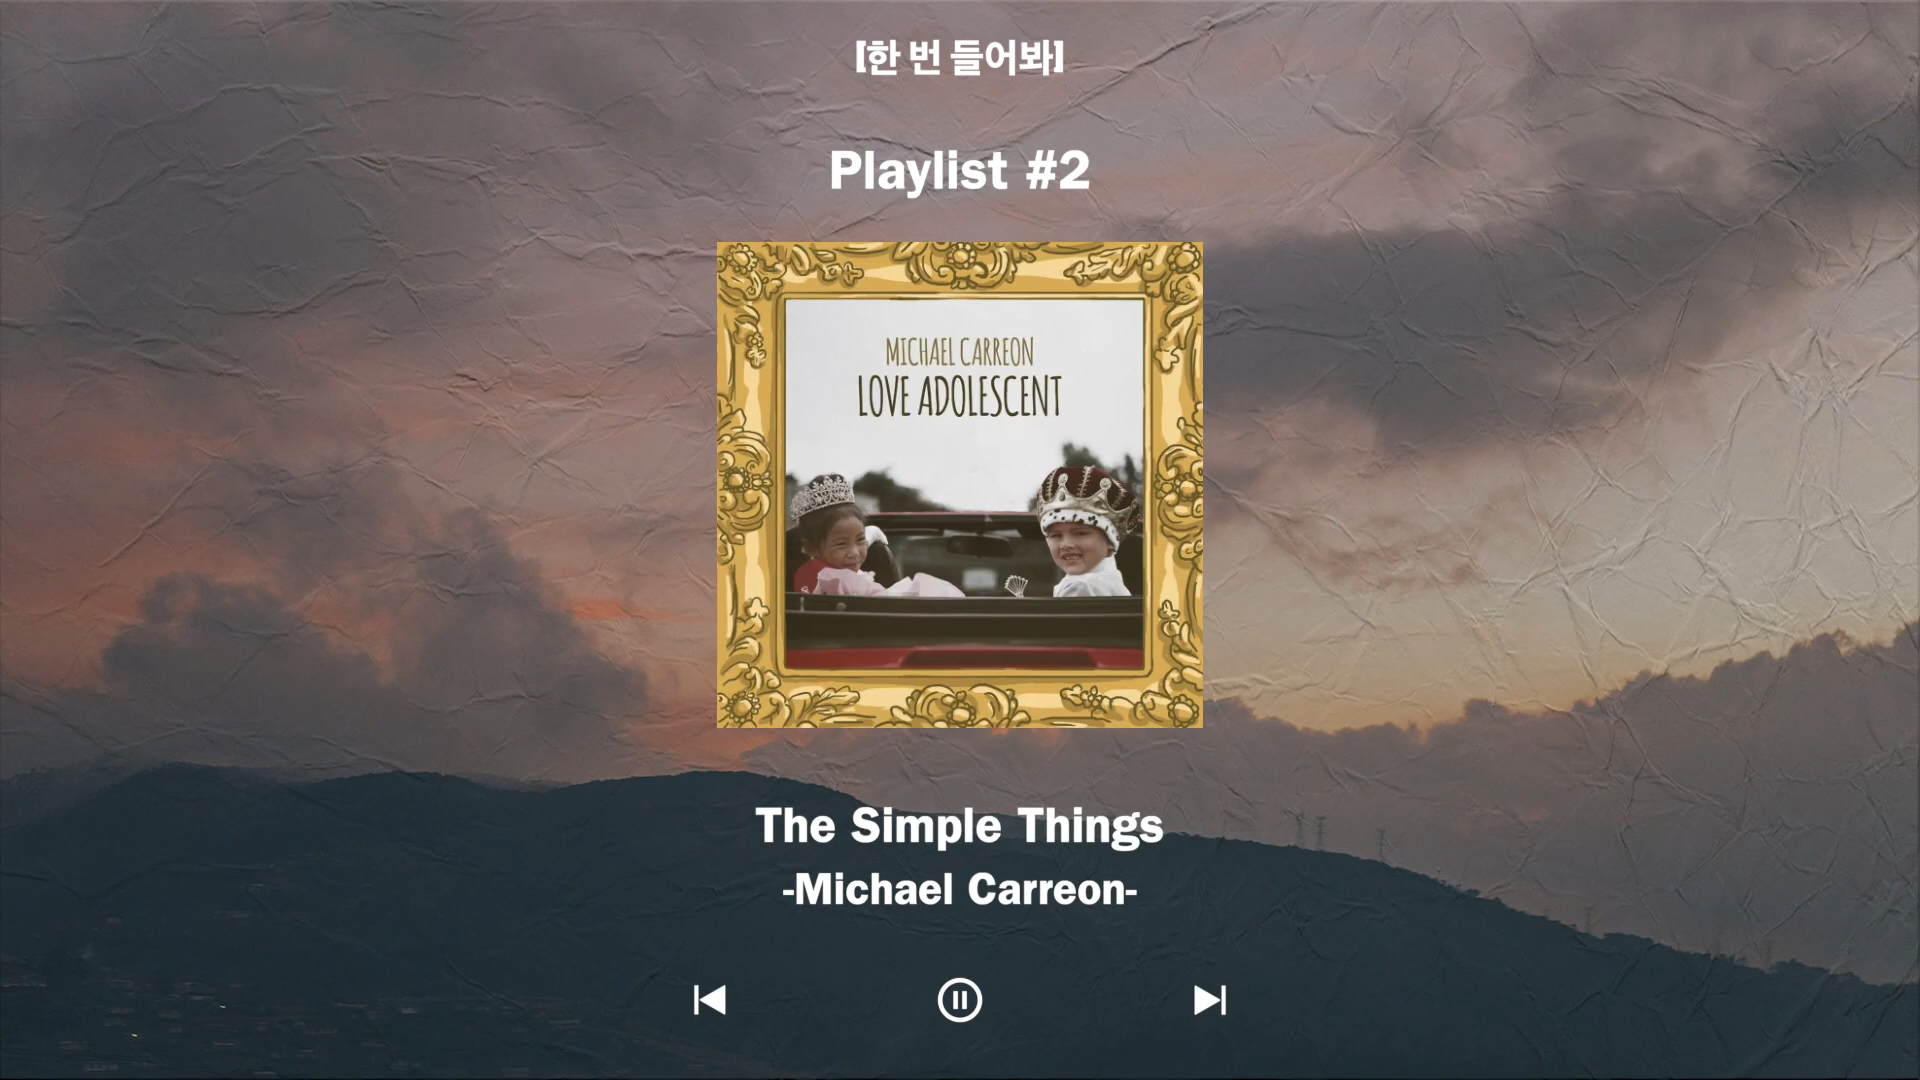 [한 번 들어봐]
Playlist #2
MICHAEL CARREON
LOVE ADOLESCENT
The Simple Things
-Michael Carreon-